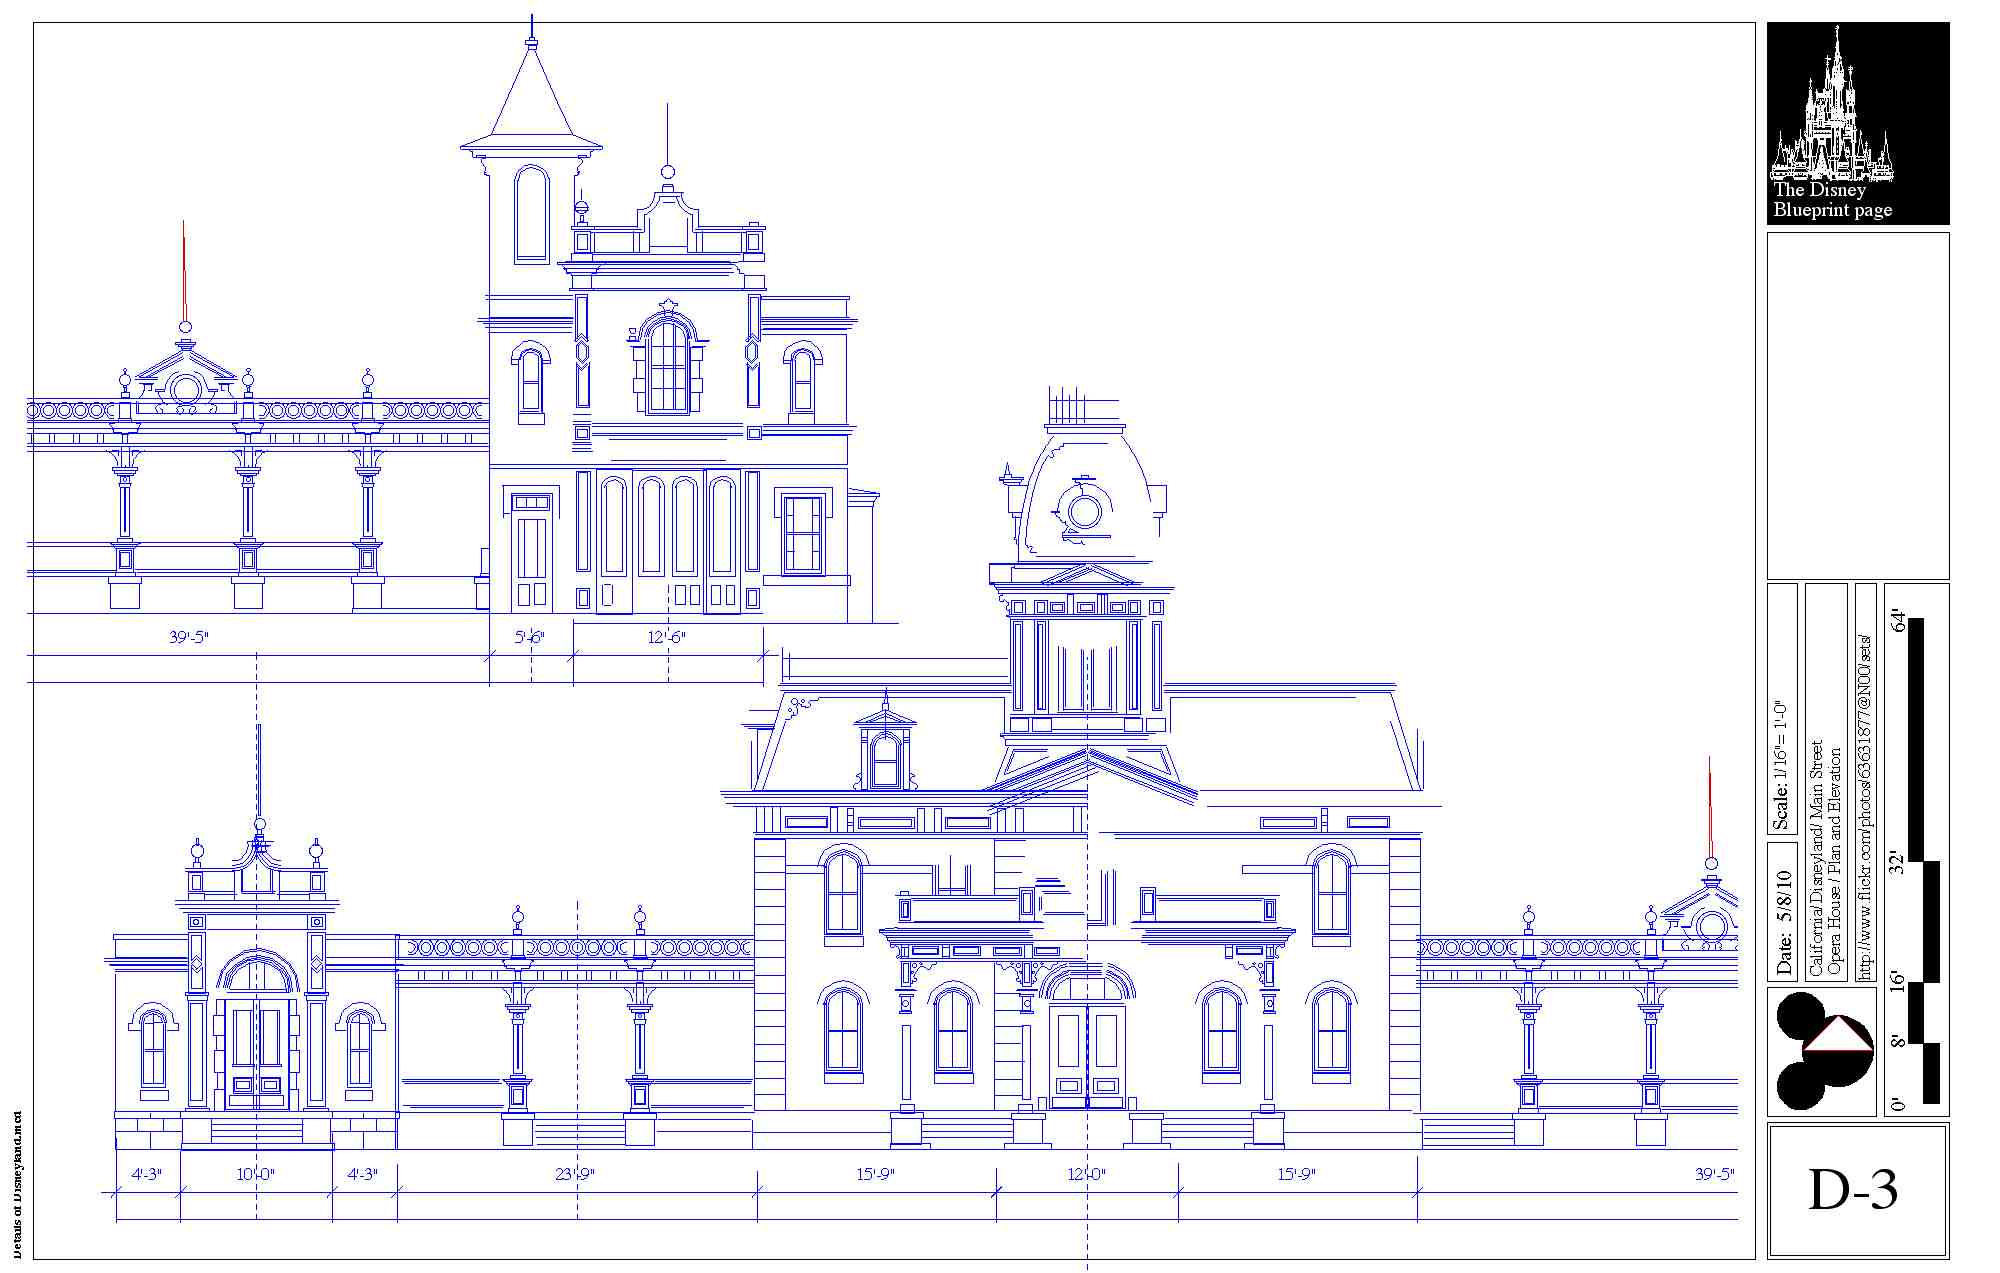 The Disney
Blueprint page
39'-5"
5'-6"
12'-6"
4'-3"
10'-0"
4'-3"
23'-9"
15'-9"
12'-0"
15'-9"
39'-5"
Scale: 1/16"= 1'-0"
Date: 5/8/10
California/ Disneyland/ Main Street
Opera House / Plan and Elevation
http://www.flickr.com/photos/63631877@N00/sets/
64'
32'
16'
8'
0'
D-3
Details of Disneyland.mcd